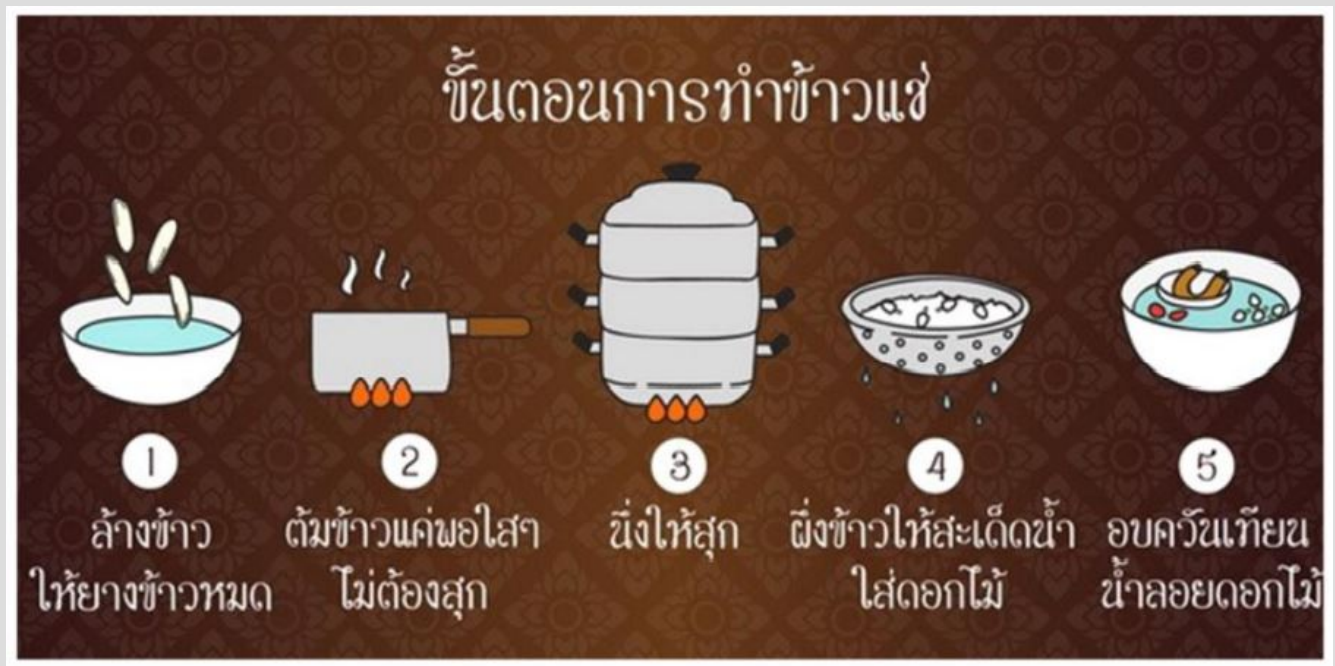 ขั้นตอนการทำข้าวแช่
1
ล้างข้าว
ให้ยางข้าวหมด
2
ต้มข้าวแค่พอใสๆ
ไม่ต้องสุก
3
นึ่งให้สุก
4
ผึ่งข้าวให้สะเด็ดน้ำ
ใส่ดอกไม้
5
อบควันเทียน
น้ำลอยดอกไม้